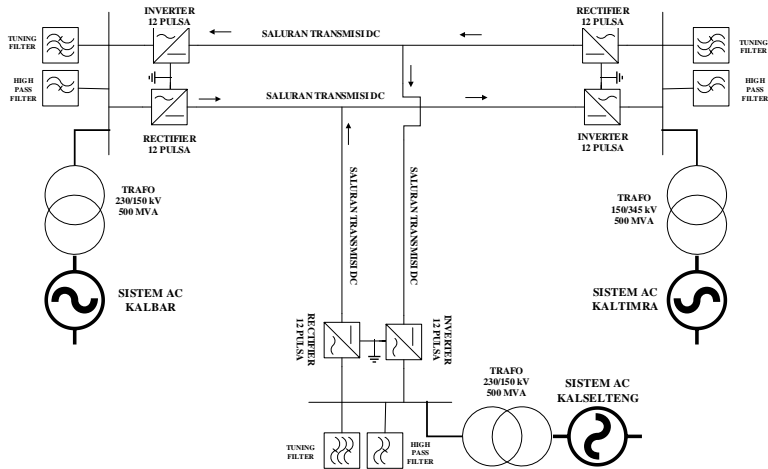 INVERTER
12 PULSA
RECTIFIER
12 PULSA
TUNING
FILTER
SALURAN TRANSMISI DC
TUNING
FILTER
HIGH
PASS
FILTER
HIGH
PASS
FILTER
SALURAN TRANSMISI DC
RECTIFIER
12 PULSA
INVERTER
12 PULSA
TRAFO
230/150 kV
500 MVA
SALURAN TRANSMISI DC
SALURAN TRANSMISI DC
TRAFO
150/345 kV
500 MVA
SISTEM AC
KALBAR
SISTEM AC
KALTIMRA
RECTIFIER
12 PULSA
INVERTER
12 PULSA
TRAFO
230/150 kV
500 MVA
SISTEM AC
KALSELTENG
TUNING
FILTER
HIGH
PASS
FILTER